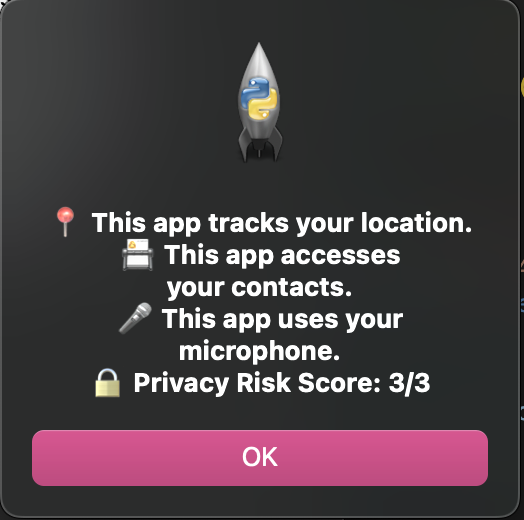 📍 This app tracks your location.
📇 This app accesses
your contacts.
🎤 This app uses your
microphone.
🔒 Privacy Risk Score: 3/3
OK